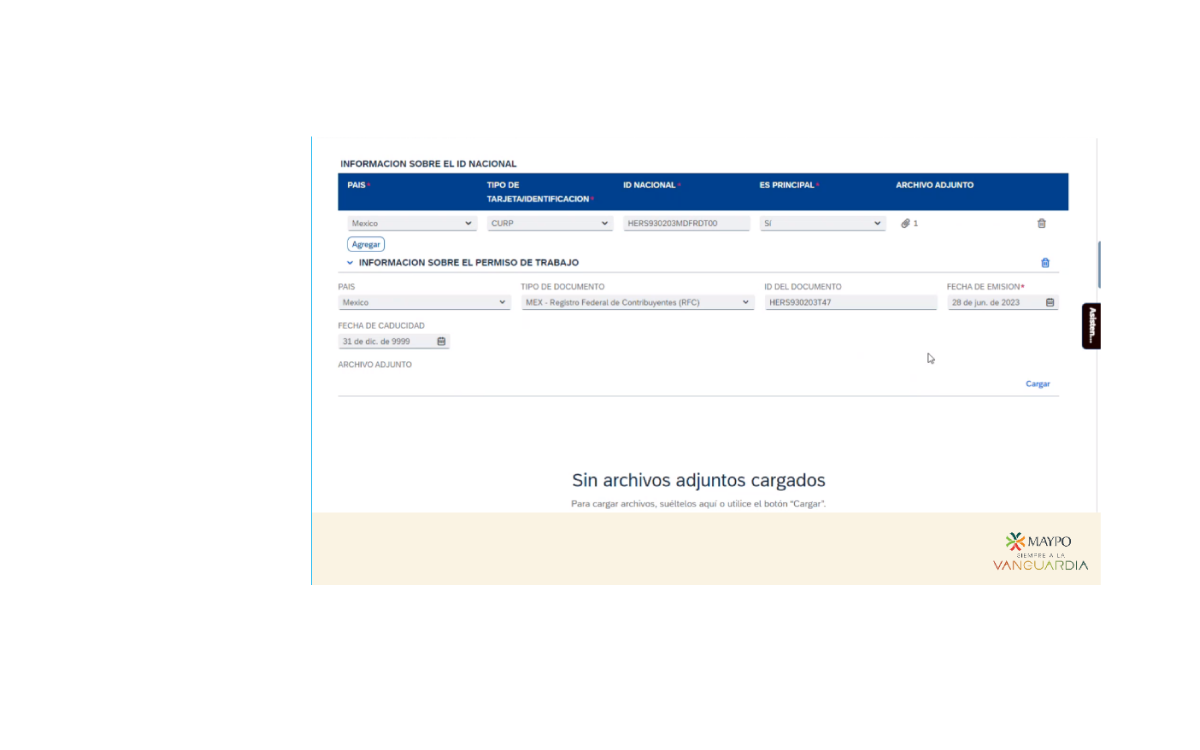 INFORMACION SOBRE EL ID NACIONAL
PAIS* TIPO DE TARJETA/IDENTIFICACION* ID NACIONAL* ES PRINCIPAL* ARCHIVO ADJUNTO
Mexico CURP HERS930203MDFRDT00 Sí 1
Agregar
INFORMACION SOBRE EL PERMISO DE TRABAJO
PAIS TIPO DE DOCUMENTO ID DEL DOCUMENTO FECHA DE EMISION*
Mexico MEX - Registro Federal de Contribuyentes (RFC) HERS930203T47 28 de jun. de 2023
FECHA DE CADUCIDAD
31 de dic. de 9999
Asisten...
ARCHIVO ADJUNTO
Cargar
Sin archivos adjuntos cargados
Para cargar archivos, suéltelos aquí o utilice el botón "Cargar".
MAYPO
SIEMPRE A LA
VANGUARDIA